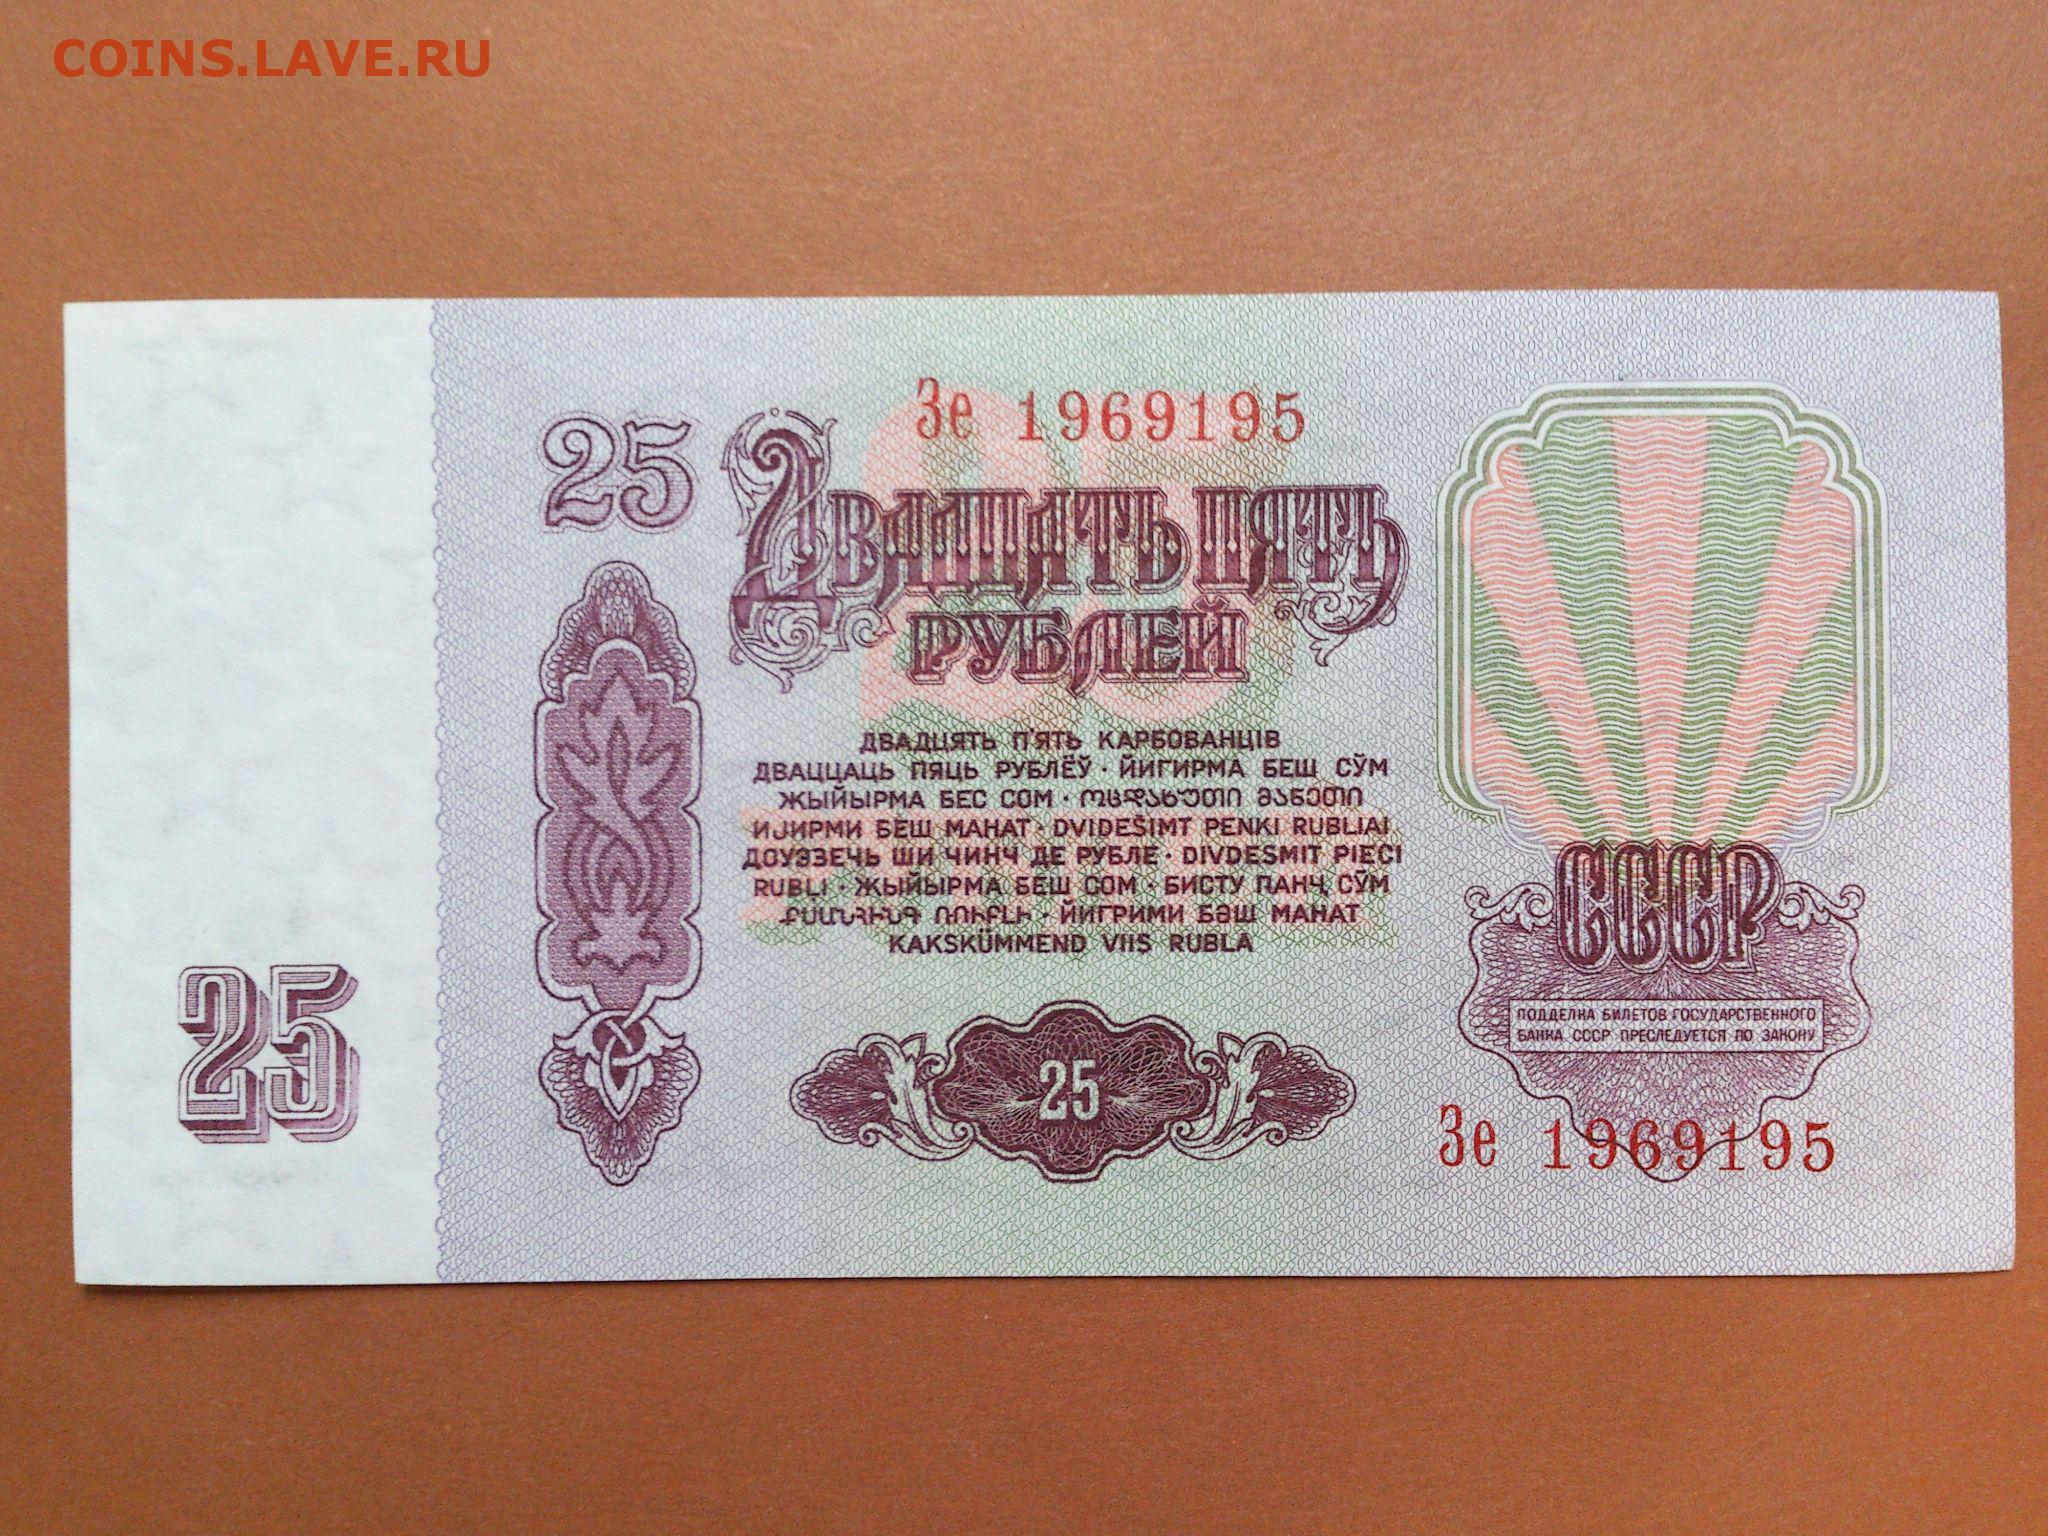 COINS.LAVE.RU
Зе 1969195
25
ДВАДЦАТЬ ПЯТЬ
РУБЛЕЙ
ДВАДЦЯТЬ П'ЯТЬ КАРБОВАНЦІВ
ДВАЦЦАЦЬ ПЯЦЬ РУБЛЁЎ · ЙИГИРМА БЕШ СЎМ
ЖЫЙЫРМА БЕС СОМ · ოცდახუთი მანეთი
ИЈИРМИ БЕШ МАНАТ · DVIDEŠIMT PENKI RUBLIAI
ДОУЭЗЕЧЬ ШИ ЧИНЧ ДЕ РУБЛЕ · DIVDESMIT PIECI
RUBĻI · ЖЫЙЫРМА БЕШ СОМ · БИСТУ ПАНҶ СӮМ
ՔՍԱՆՀԻՆԳ ՌՈՒԲԼԻ · ЙИГРИМИ БӘШ МАНАТ
KAKSKÜMMEND VIIS RUBLA
СССР
ПОДДЕЛКА БИЛЕТОВ ГОСУДАРСТВЕННОГО
БАНКА СССР ПРЕСЛЕДУЕТСЯ ПО ЗАКОНУ
25
25
Зе 1969195